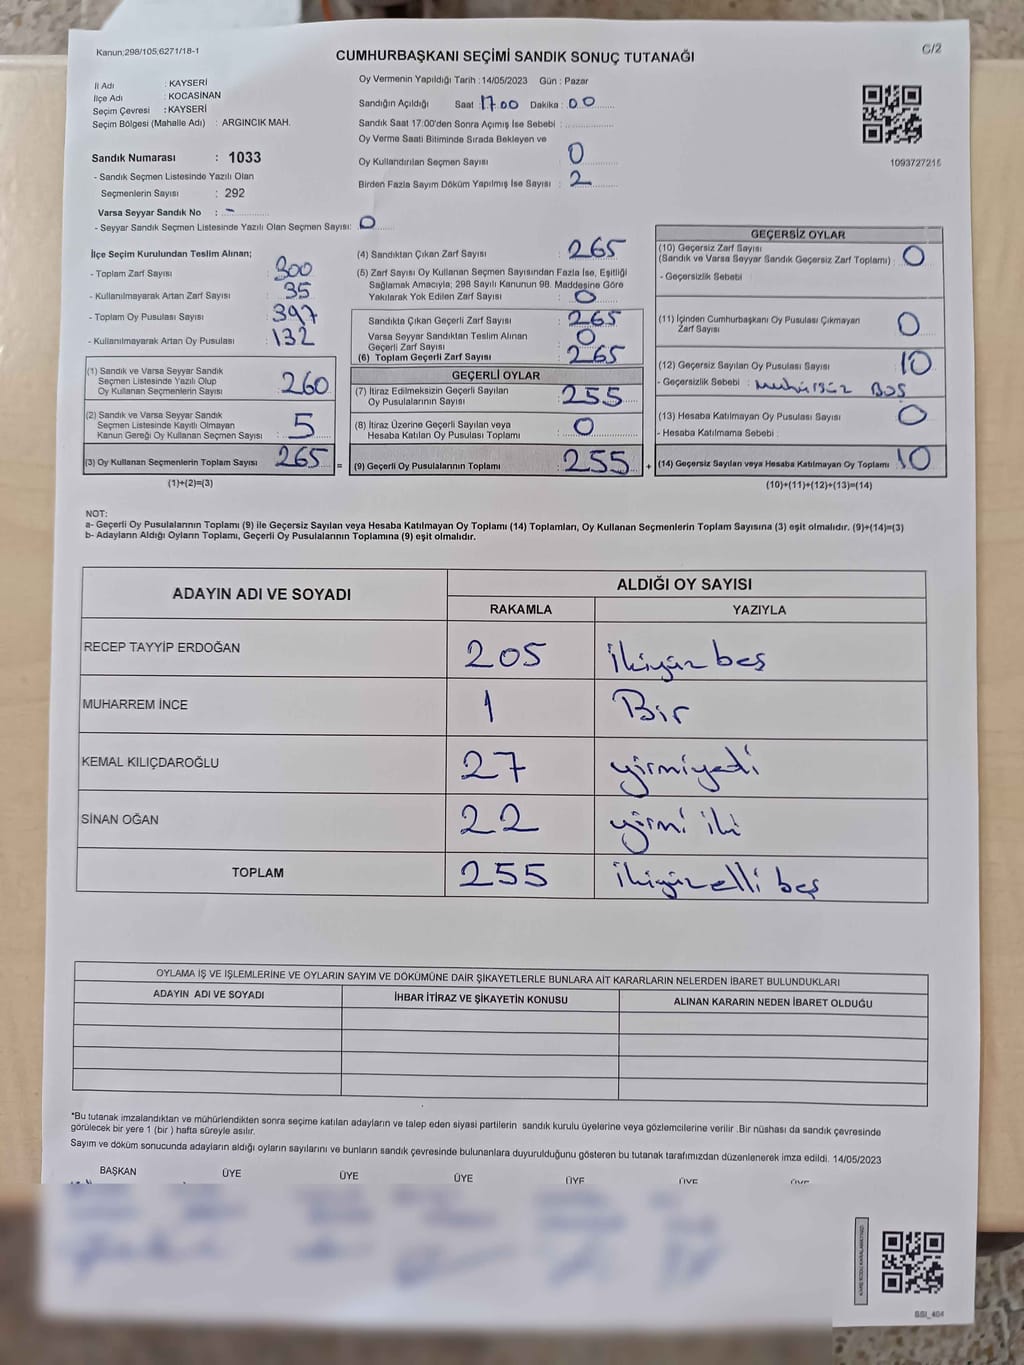 Kanun;298/105,6271/18-1
CUMHURBAŞKANI SEÇİMİ SANDIK SONUÇ TUTANAĞI
C/2
İl Adı : KAYSERİ
İlçe Adı : KOCASİNAN
Seçim Çevresi : KAYSERİ
Seçim Bölgesi (Mahalle Adı) : ARGINCIK MAH.
Oy Vermenin Yapıldığı Tarih : 14/05/2023 Gün : Pazar
Sandığın Açıldığı Saat : 17 00 Dakika : 00
Sandık Saat 17:00'den Sonra Açımış İse Sebebi :
Oy Verme Saati Bitiminde Sırada Bekleyen ve
Oy Kullandırılan Seçmen Sayısı : 0
Birden Fazla Sayım Döküm Yapılmış İse Sayısı : 2
1093727215
Sandık Numarası : 1033
- Sandık Seçmen Listesinde Yazılı Olan
Seçmenlerin Sayısı : 292
Varsa Seyyar Sandık No : -
- Seyyar Sandık Seçmen Listesinde Yazılı Olan Seçmen Sayısı: 0
İlçe Seçim Kurulundan Teslim Alınan;
- Toplam Zarf Sayısı : 300
- Kullanılmayarak Artan Zarf Sayısı : 35
- Toplam Oy Pusulası Sayısı : 397
- Kullanılmayarak Artan Oy Pusulası : 132
(1) Sandık ve Varsa Seyyar Sandık
Seçmen Listesinde Yazılı Olup
Oy Kullanan Seçmenlerin Sayısı : 260
(2) Sandık ve Varsa Seyyar Sandık
Seçmen Listesinde Kayıtlı Olmayan
Kanun Gereği Oy Kullanan Seçmen Sayısı : 5
(3) Oy Kullanan Seçmenlerin Toplam Sayısı : 265 =
(1)+(2)=(3)
(4) Sandıktan Çıkan Zarf Sayısı : 265
(5) Zarf Sayısı Oy Kullanan Seçmen Sayısından Fazla İse, Eşitliği
Sağlamak Amacıyla; 298 Sayılı Kanunun 98. Maddesine Göre
Yakılarak Yok Edilen Zarf Sayısı : 0
Sandıkta Çıkan Geçerli Zarf Sayısı : 265
Varsa Seyyar Sandıktan Teslim Alınan
Geçerli Zarf Sayısı : 0
(6) Toplam Geçerli Zarf Sayısı : 265
GEÇERLİ OYLAR
(7) İtiraz Edilmeksizin Geçerli Sayılan
Oy Pusulalarının Sayısı : 255
(8) İtiraz Üzerine Geçerli Sayılan veya
Hesaba Katılan Oy Pusulası Toplamı : 0
(9) Geçerli Oy Pusulalarının Toplamı : 255 +
GEÇERSİZ OYLAR
(10) Geçersiz Zarf Sayısı
(Sandık ve Varsa Seyyar Sandık Geçersiz Zarf Toplamı) : 0
- Geçersizlik Sebebi :
(11) İçinden Cumhurbaşkanı Oy Pusulası Çıkmayan
Zarf Sayısı : 0
(12) Geçersiz Sayılan Oy Pusulası Sayısı : 10
- Geçersizlik Sebebi : Mühürsüz BOŞ
(13) Hesaba Katılmayan Oy Pusulası Sayısı : 0
- Hesaba Katılmama Sebebi :
(14) Geçersiz Sayılan veya Hesaba Katılmayan Oy Toplamı : 10
(10)+(11)+(12)+(13)=(14)
NOT:
a- Geçerli Oy Pusulalarının Toplamı (9) ile Geçersiz Sayılan veya Hesaba Katılmayan Oy Toplamı (14) Toplamları, Oy Kullanan Seçmenlerin Toplam Sayısına (3) eşit olmalıdır. (9)+(14)=(3)
b- Adayların Aldığı Oyların Toplamı, Geçerli Oy Pusulalarının Toplamına (9) eşit olmalıdır.
ADAYIN ADI VE SOYADI
ALDIĞI OY SAYISI
RAKAMLA YAZIYLA
RECEP TAYYİP ERDOĞAN 205 ikiyüz beş
MUHARREM İNCE 1 Bir
KEMAL KILIÇDAROĞLU 27 yirmiyedi
SİNAN OĞAN 22 yirmi iki
TOPLAM 255 ikiyüzelli beş
OYLAMA İŞ VE İŞLEMLERİNE VE OYLARIN SAYIM VE DÖKÜMÜNE DAİR ŞİKAYETLERLE BUNLARA AİT KARARLARIN NELERDEN İBARET BULUNDUKLARI
ADAYIN ADI VE SOYADI İHBAR İTİRAZ VE ŞİKAYETİN KONUSU ALINAN KARARIN NEDEN İBARET OLDUĞU
*Bu tutanak imzalandıktan ve mühürlendikten sonra seçime katılan adayların ve talep eden siyasi partilerin sandık kurulu üyelerine veya gözlemcilerine verilir .Bir nüshası da sandık çevresinde
görülecek bir yere 1 (bir ) hafta süreyle asılır.
Sayım ve döküm sonucunda adayların aldığı oyların sayılarını ve bunların sandık çevresinde bulunanlara duyurulduğunu gösteren bu tutanak tarafımızdan düzenlenerek imza edildi. 14/05/2023
BAŞKAN ÜYE ÜYE ÜYE ÜYE ÜYE ÜYE
SSI_404